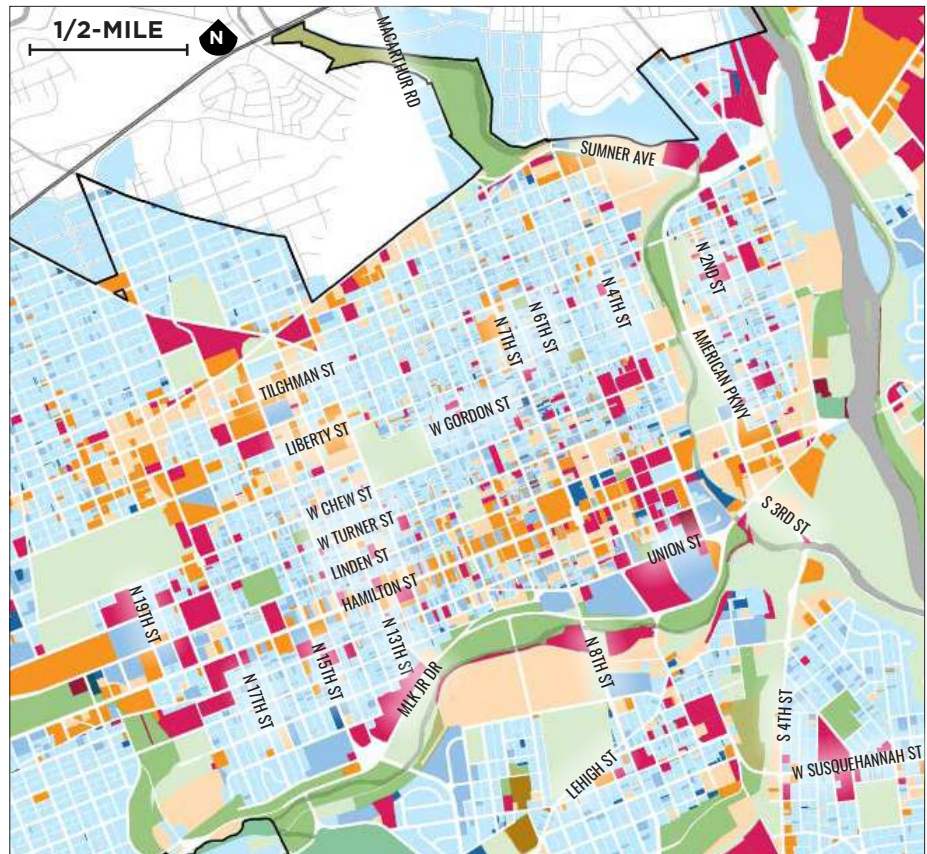 1/2-MILE
N
MACARTHUR RD
SUMNER AVE
N 2ND ST
N 4TH ST
N 6TH ST
N 7TH ST
AMERICAN PKWY
TILGHMAN ST
W GORDON ST
LIBERTY ST
W CHEW ST
W TURNER ST
LINDEN ST
HAMILTON ST
S 3RD ST
UNION ST
N 19TH ST
N 13TH ST
N 15TH ST
N 17TH ST
MLK JR DR
N 8TH ST
S 4TH ST
LEHIGH ST
W SUSQUEHANNAH ST